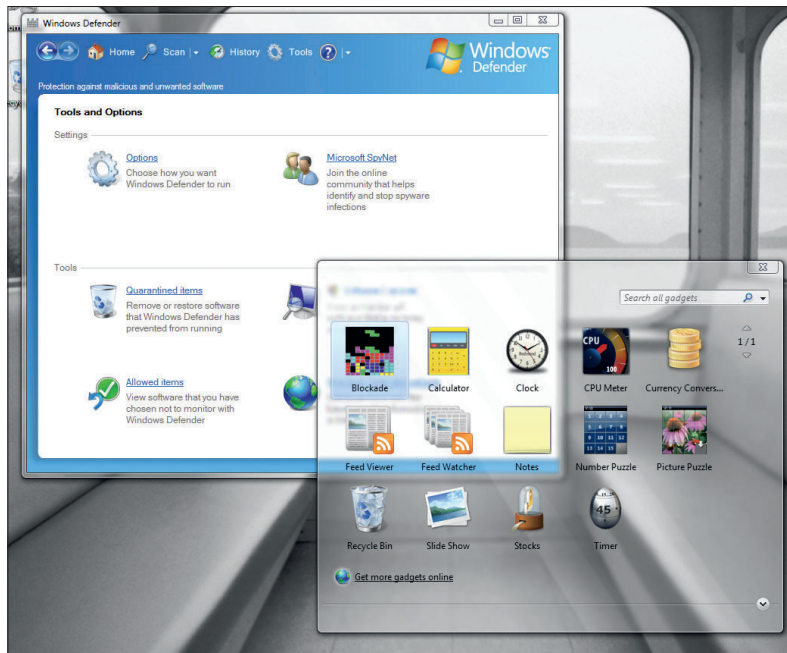 Windows Defender
Home
Scan
History
Tools
Windows
Defender
Protection against malicious and unwanted software
Tools and Options
Settings
Options
Choose how you want
Windows Defender to run
Microsoft SpyNet
Join the online
community that helps
identify and stop spyware
infections
Tools
Quarantined items
Remove or restore software
that Windows Defender has
prevented from running
Allowed items
View software that you have
chosen not to monitor with
Windows Defender
Search all gadgets
1/1
CPU
100
Blockade
Calculator
Clock
CPU Meter
Currency Convers...
Feed Viewer
Feed Watcher
Notes
Number Puzzle
Picture Puzzle
45
Recycle Bin
Slide Show
Stocks
Timer
Get more gadgets online